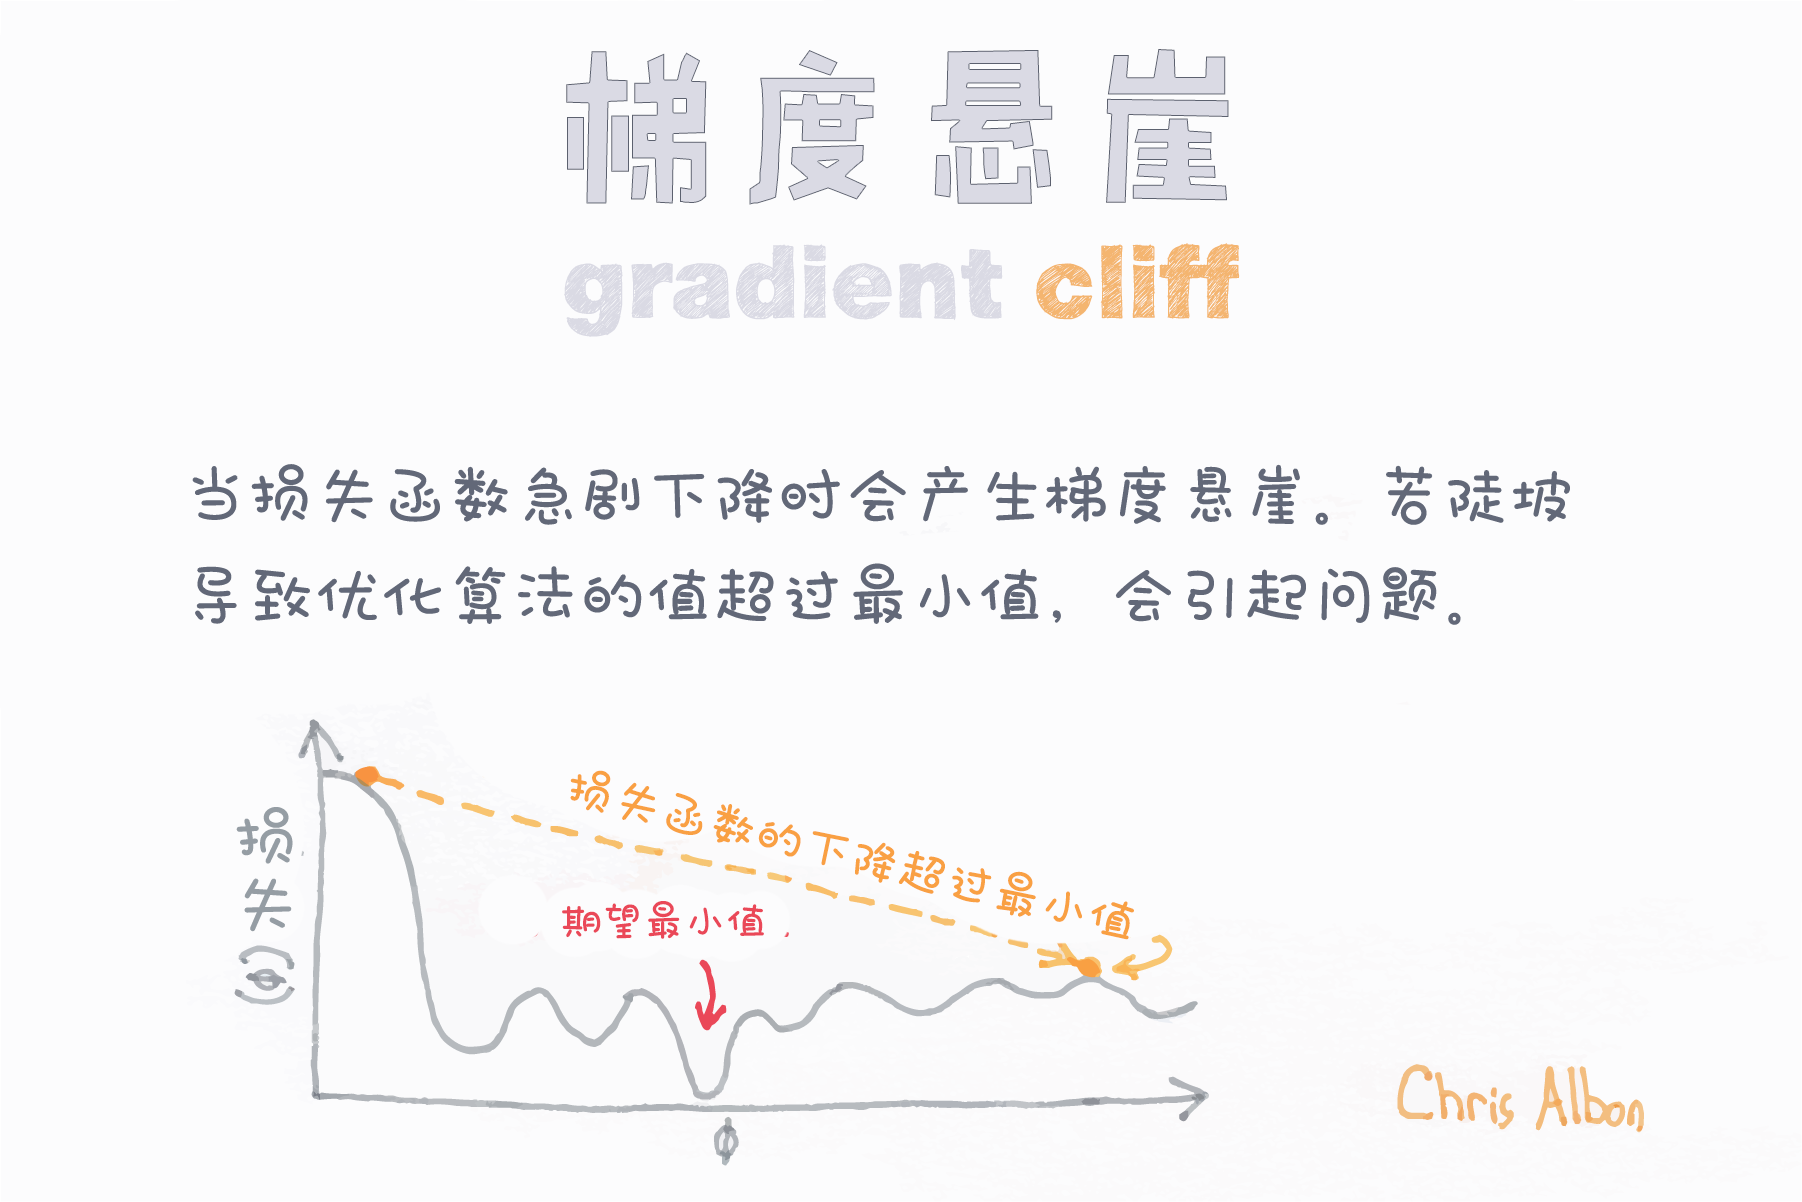 梯度悬崖
gradient cliff
当损失函数急剧下降时会产生梯度悬崖。若陡坡
导致优化算法的值超过最小值，会引起问题。
损失函数的下降超过最小值
期望最小值
损失(Φ)
Φ
Chris Albon